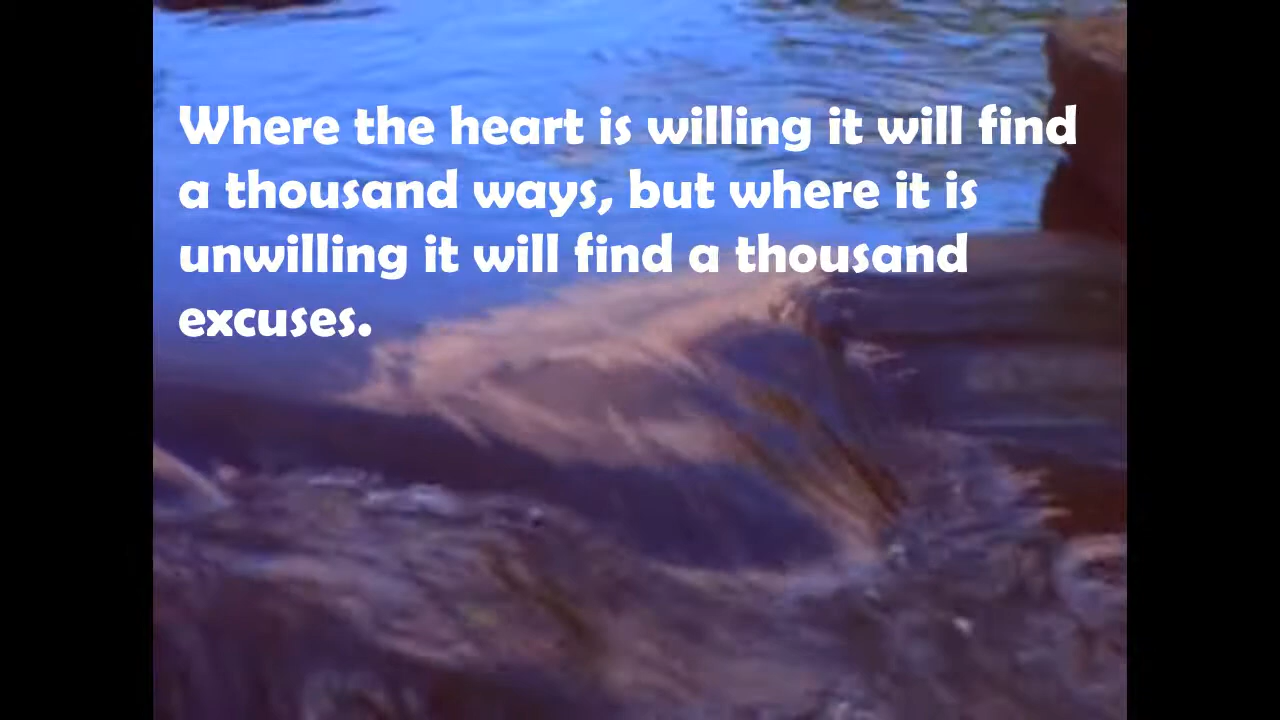 Where the heart is willing it will find
a thousand ways, but where it is
unwilling it will find a thousand
excuses.